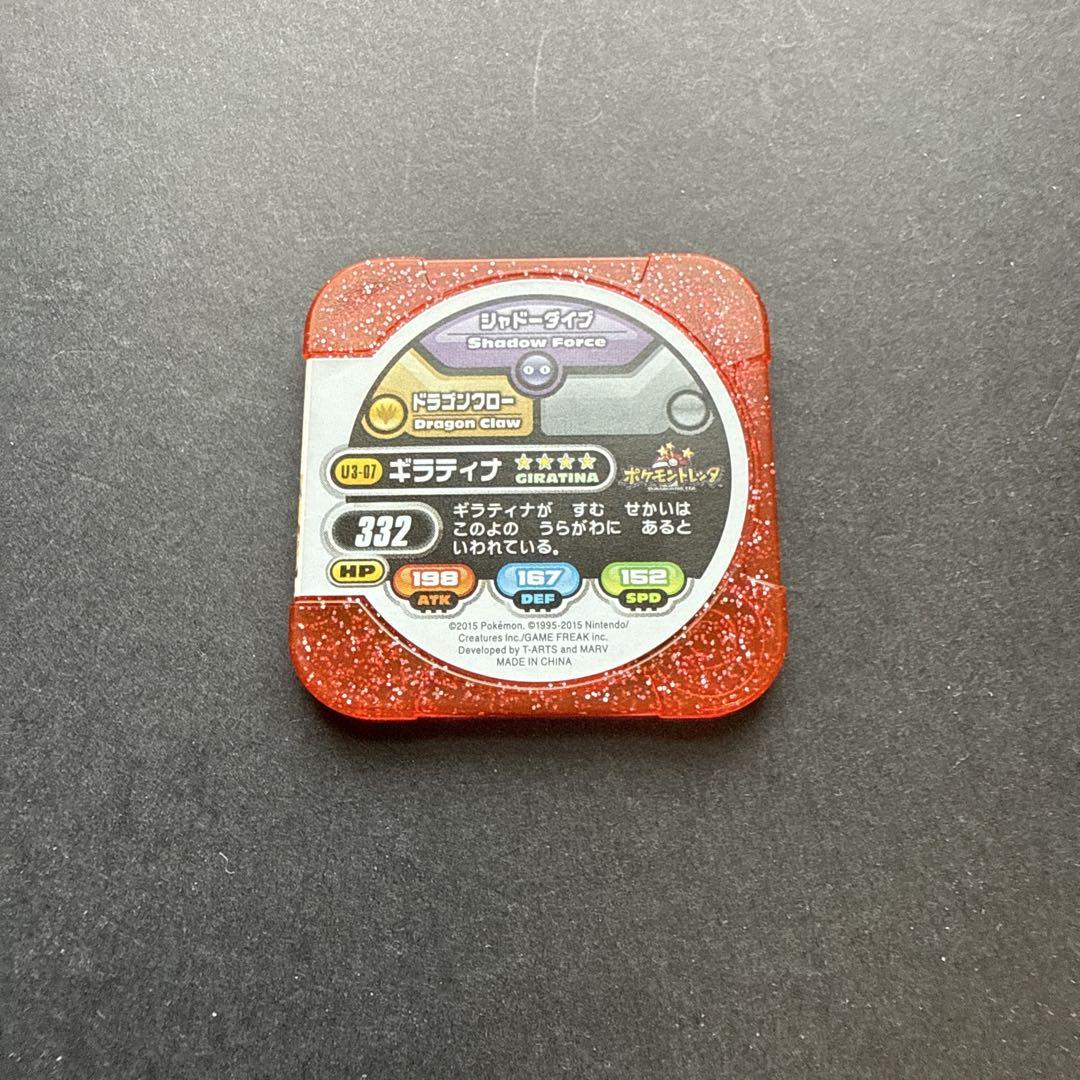 シャドーダイブ
Shadow Force
ドラゴンクロー
Dragon Claw
U3-07 ギラティナ ★★★★
GIRATINA
ポケモントレッタ
332
HP
ギラティナが すむ せかいは
このよの うらがわに あると
いわれている。
198 167 152
ATK DEF SPD
©2015 Pokémon. ©1995-2015 Nintendo/
Creatures Inc./GAME FREAK inc.
Developed by T-ARTS and MARV
MADE IN CHINA